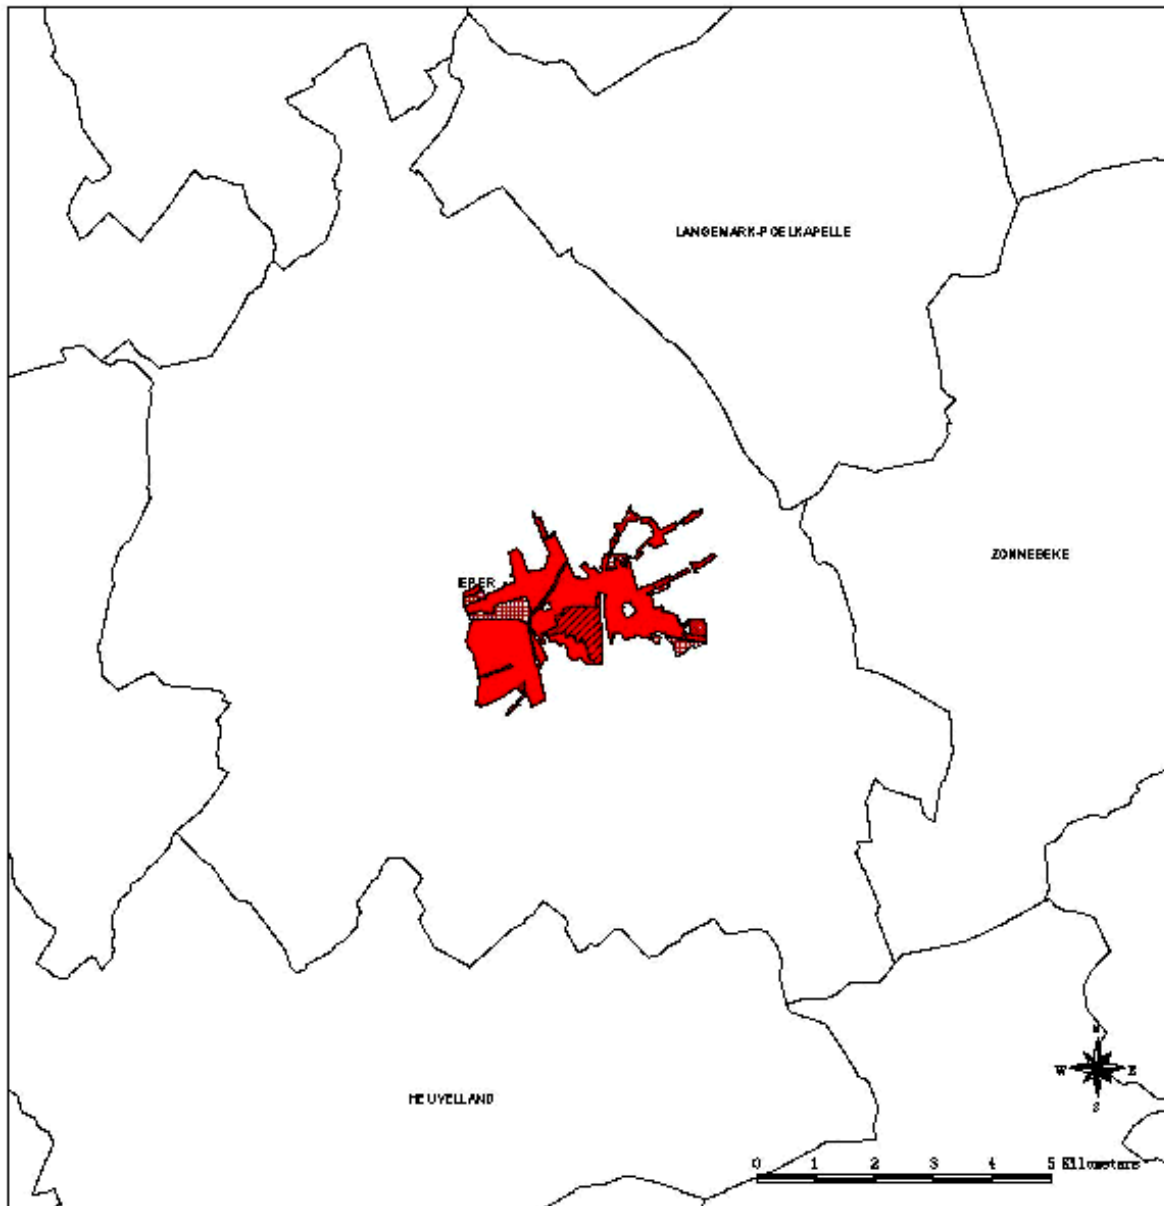 LANGEMARK-POELKAPELLE
ZONNEBEKE
IEPER
HEUVELLAND
N
W E
S
0 1 2 3 4 5 Kilometers